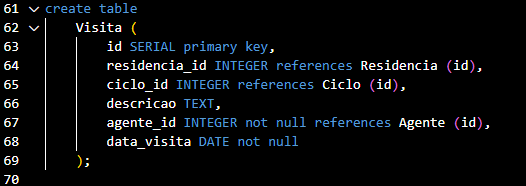 61 create table
62 Visita (
63 id SERIAL primary key,
64 residencia_id INTEGER references Residencia (id),
65 ciclo_id INTEGER references Ciclo (id),
66 descricao TEXT,
67 agente_id INTEGER not null references Agente (id),
68 data_visita DATE not null
69 );
70